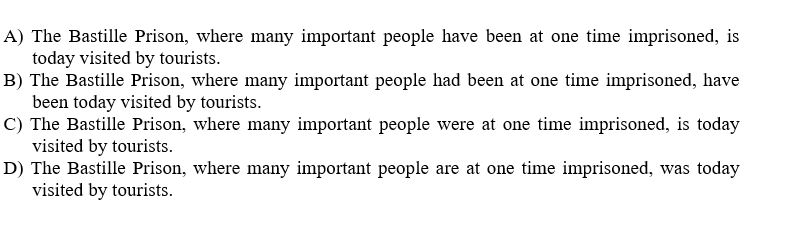 A) The Bastille Prison, where many important people have been at one time imprisoned, is
today visited by tourists.
B) The Bastille Prison, where many important people had been at one time imprisoned, have
been today visited by tourists.
C) The Bastille Prison, where many important people were at one time imprisoned, is today
visited by tourists.
D) The Bastille Prison, where many important people are at one time imprisoned, was today
visited by tourists.